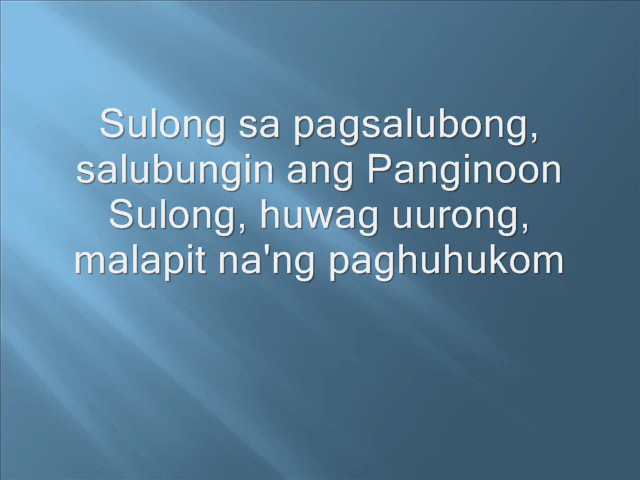 Sulong sa pagsalubong,
salubungin ang Panginoon
Sulong, huwag uurong,
malapit na'ng paghuhukom